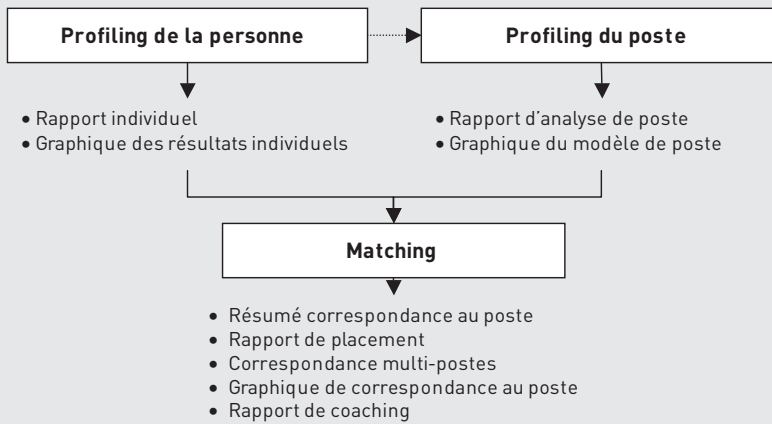 Profiling de la personne
Profiling du poste
• Rapport individuel
• Graphique des résultats individuels
• Rapport d’analyse de poste
• Graphique du modèle de poste
Matching
• Résumé correspondance au poste
• Rapport de placement
• Correspondance multi-postes
• Graphique de correspondance au poste
• Rapport de coaching